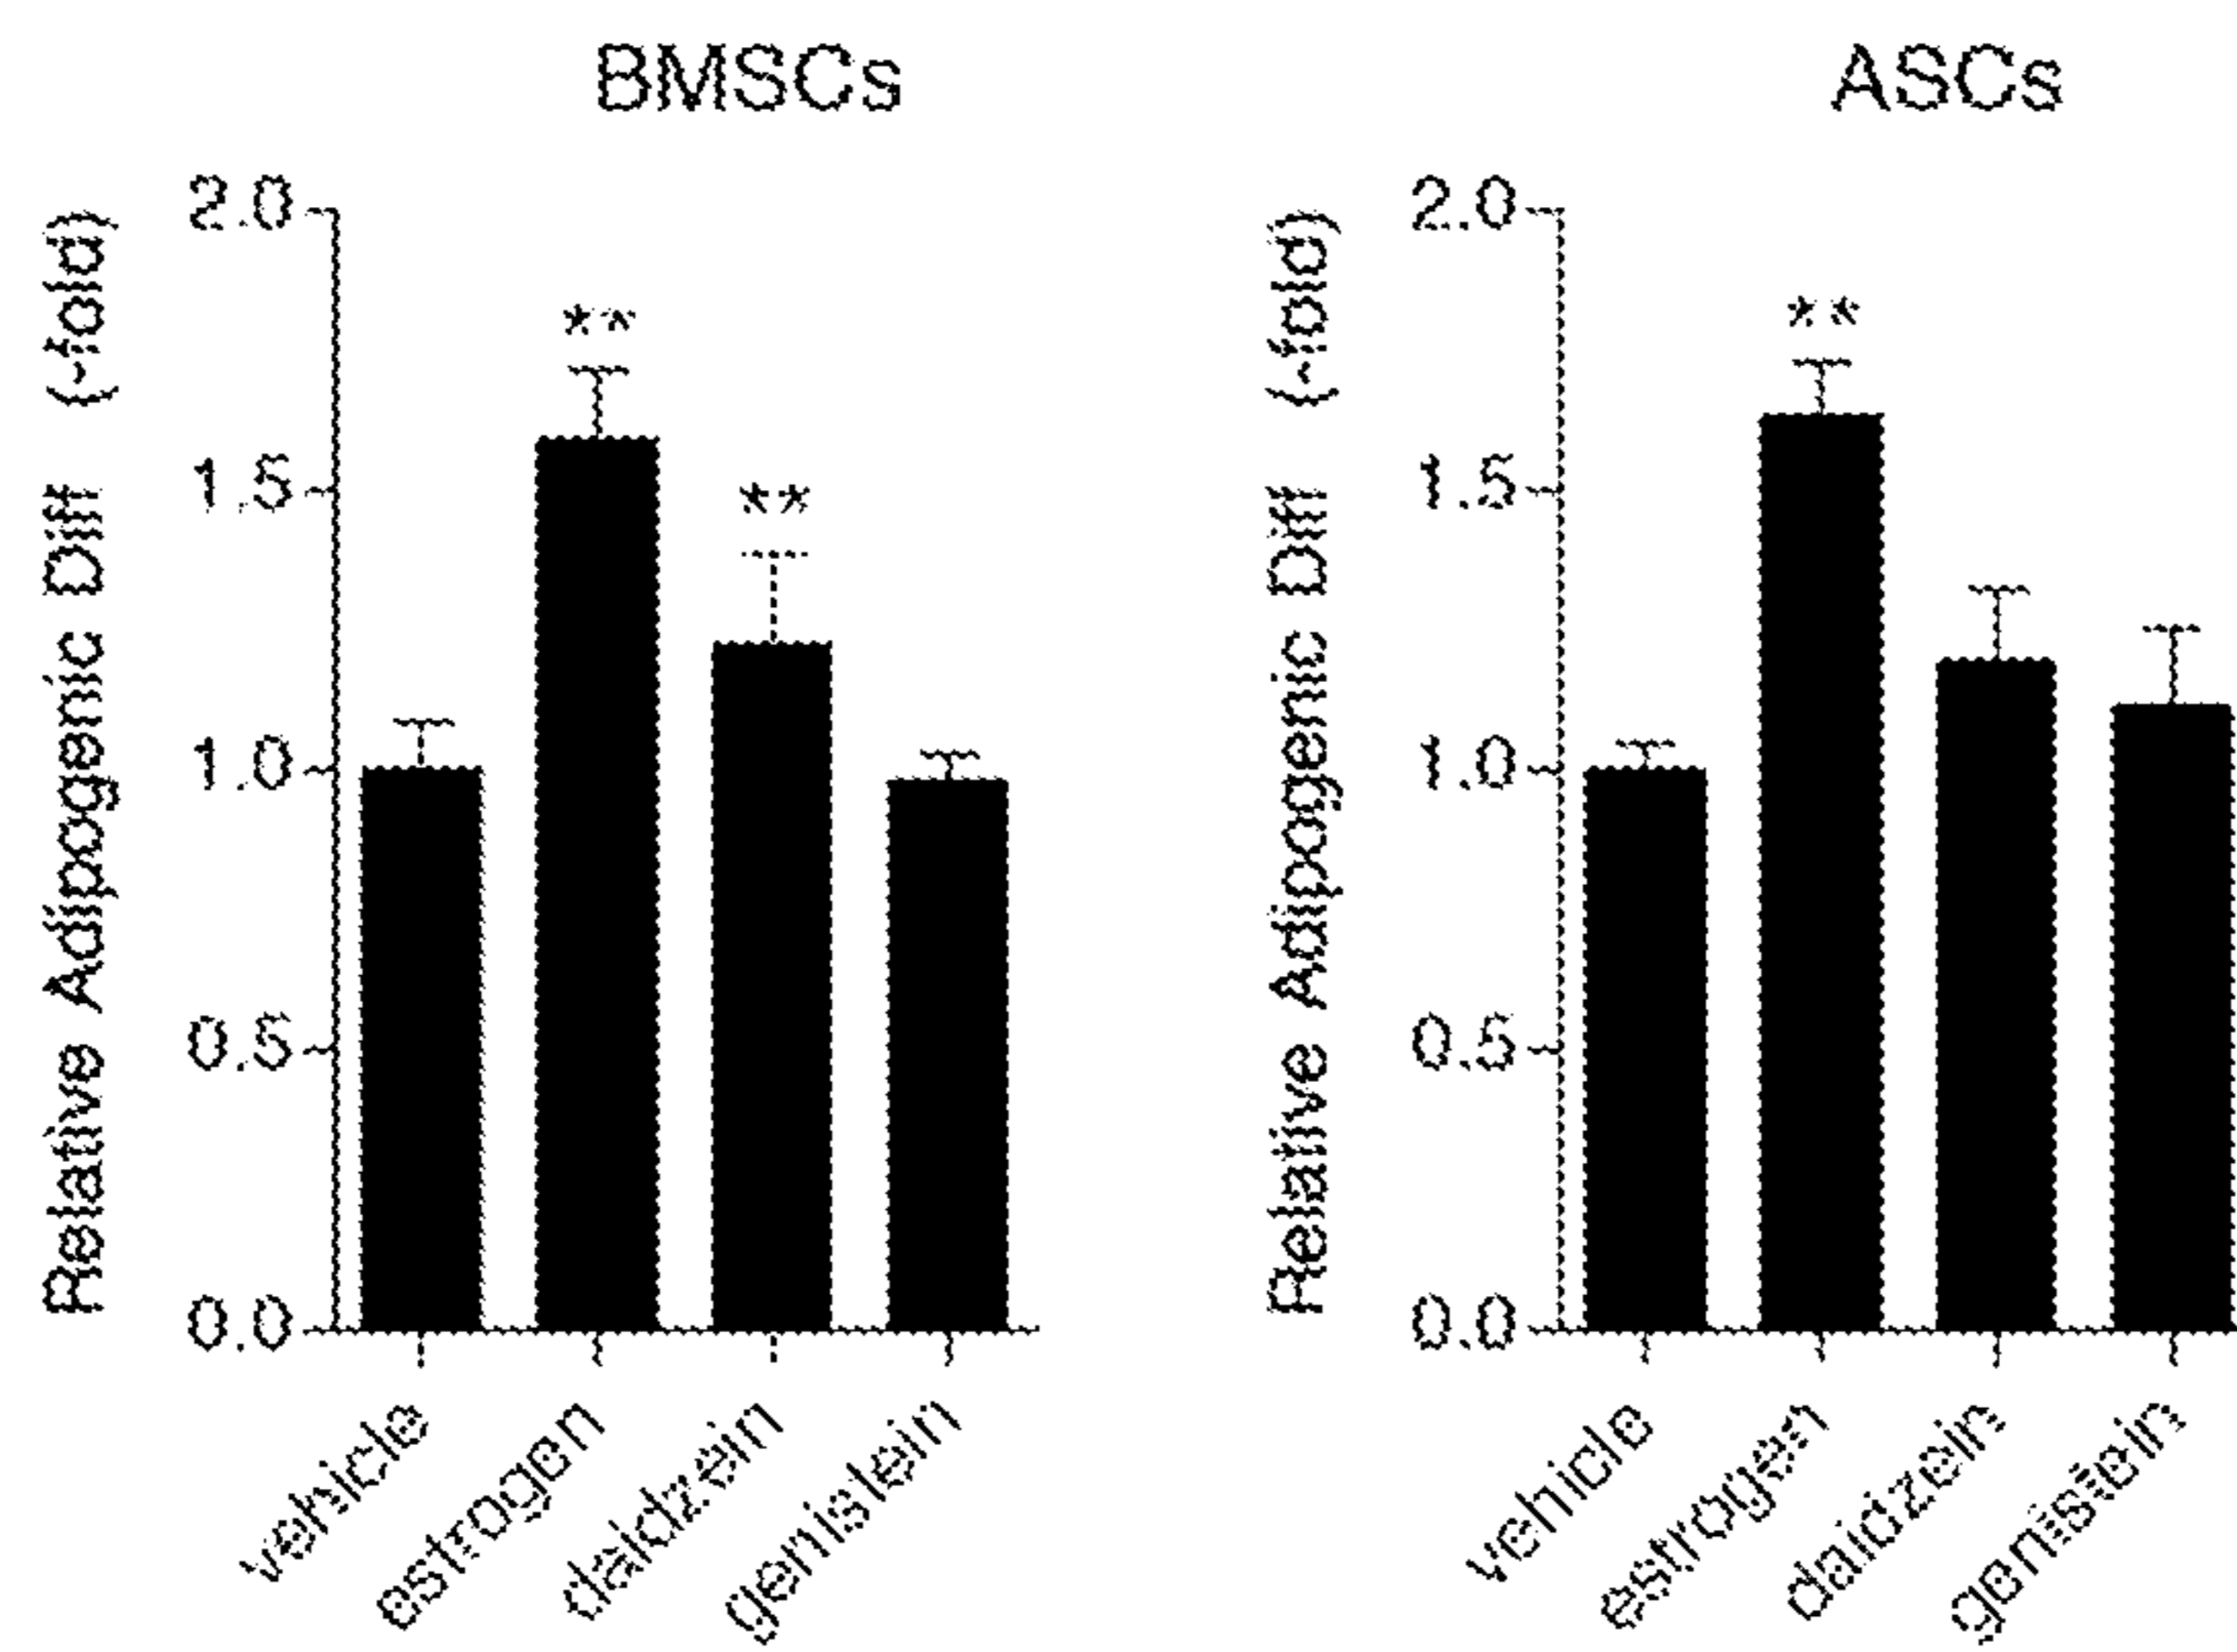 BMSCs
Relative Adipogenic Diff (-fold)
2.0
1.5
1.0
0.5
0.0
**
**
vehicle
estrogen
daidzein
genistein
ASCs
Relative Adipogenic Diff (-fold)
2.0
1.5
1.0
0.5
0.0
**
vehicle
estrogen
daidzein
genistein